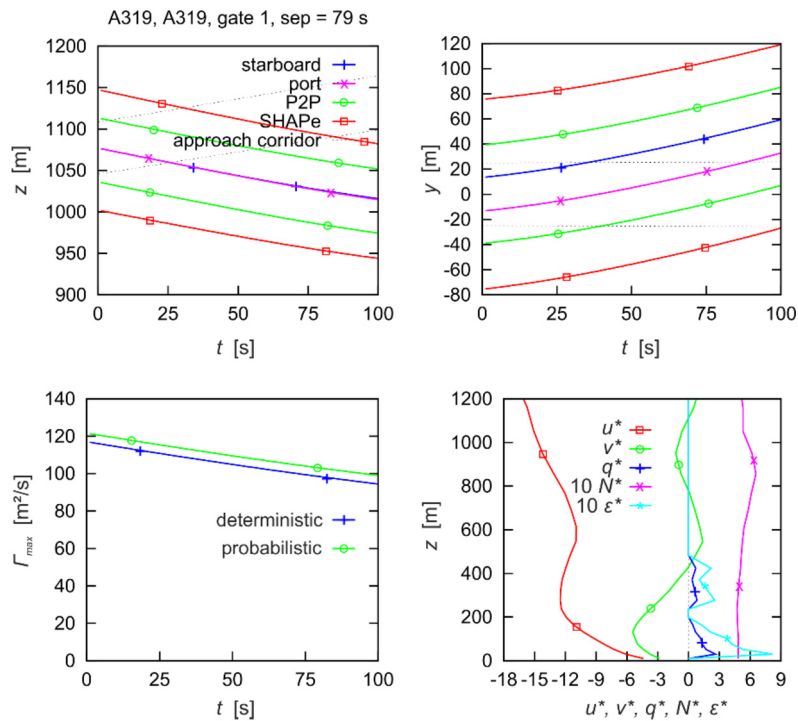 A319, A319, gate 1, sep = 79 s
1200
1150
1100
1050
1000
950
900
z [m]
0
25
50
75
100
t [s]
starboard
port
P2P
SHAPe
approach corridor
120
100
80
60
40
20
0
-20
-40
-60
-80
y [m]
0
25
50
75
100
t [s]
140
120
100
80
60
40
20
0
Γmax [m²/s]
0
25
50
75
100
t [s]
deterministic
probabilistic
1200
1000
800
600
400
200
0
z [m]
-18
-15
-12
-9
-6
-3
0
3
6
9
u*, v*, q*, N*, ε*
u*
v*
q*
10 N*
10 ε*